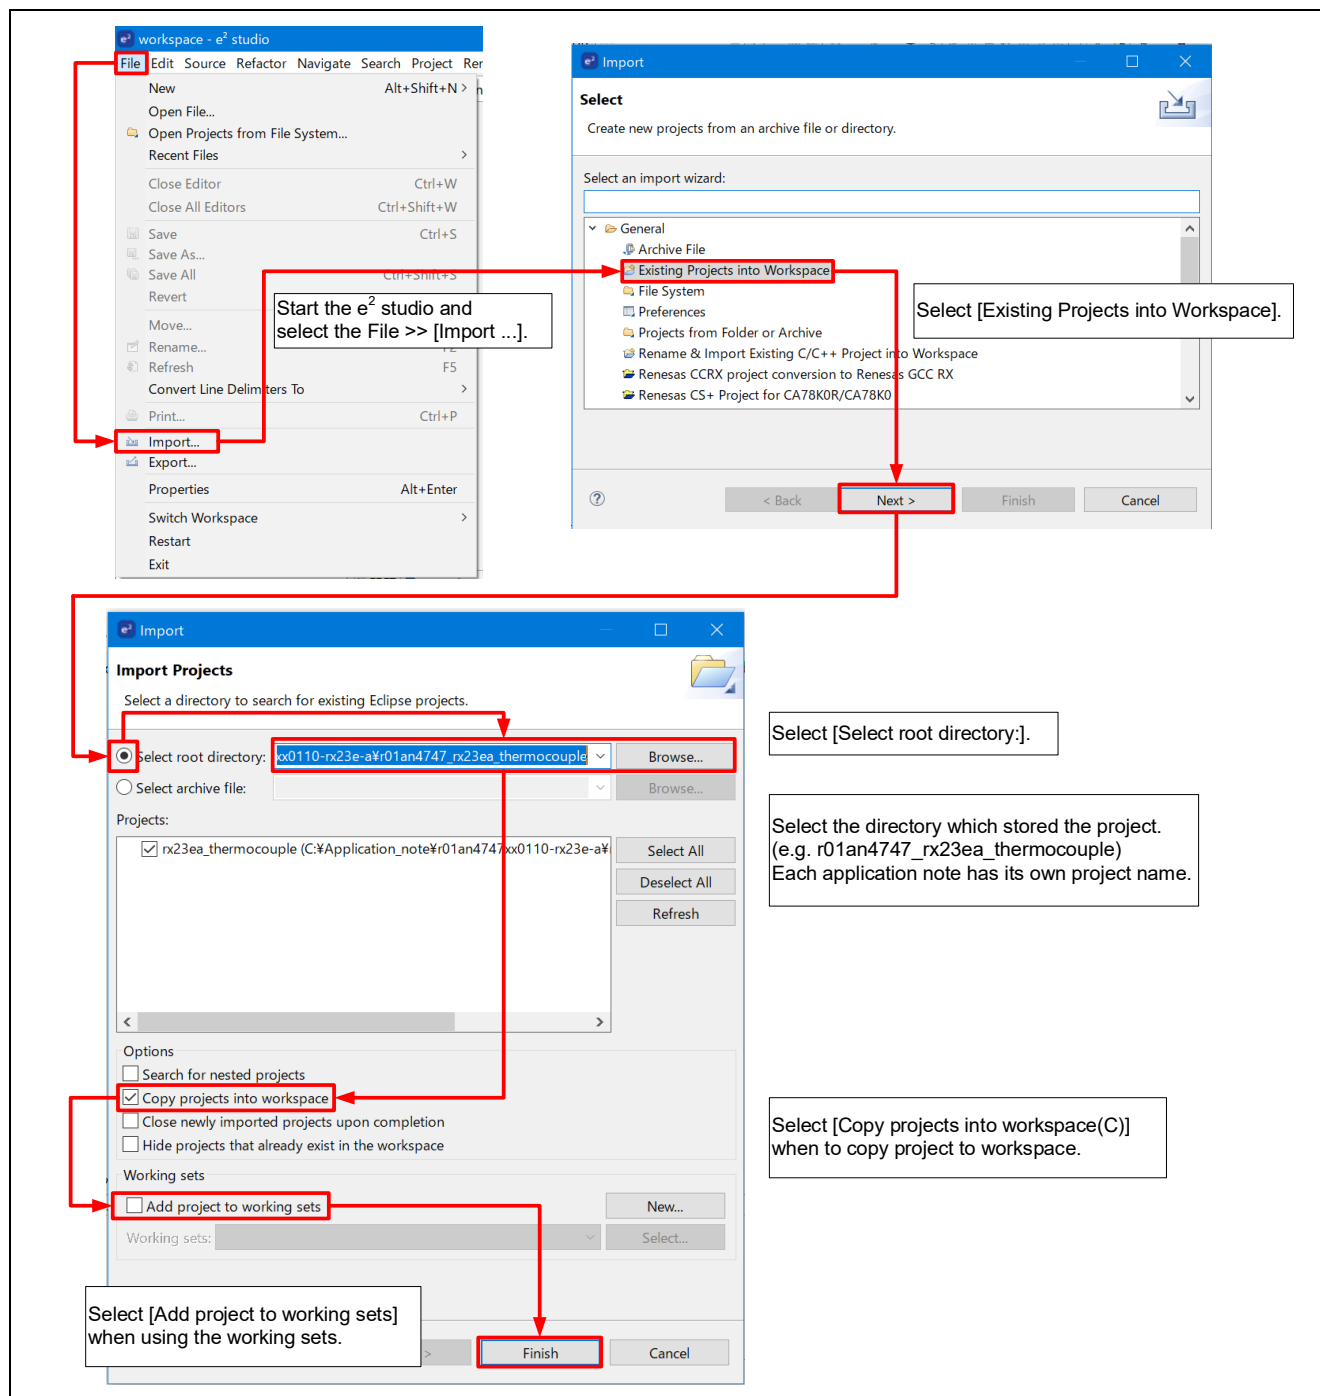 workspace - e² studio
File Edit Source Refactor Navigate Search Project Rer
New Alt+Shift+N >
Open File...
Open Projects from File System...
Recent Files >
Close Editor Ctrl+W
Close All Editors Ctrl+Shift+W
Save Ctrl+S
Save As...
Save All Ctrl+Shift+S
Revert
Move...
Rename... F2
Refresh F5
Convert Line Delimiters To >
Print... Ctrl+P
Import...
Export...
Properties Alt+Enter
Switch Workspace >
Restart
Exit
Start the e² studio and
select the File >> [Import ...].
Import
Select
Create new projects from an archive file or directory.
Select an import wizard:
General
Archive File
Existing Projects into Workspace
File System
Preferences
Projects from Folder or Archive
Rename & Import Existing C/C++ Project into Workspace
Renesas CCRX project conversion to Renesas GCC RX
Renesas CS+ Project for CA78K0R/CA78K0
Select [Existing Projects into Workspace].
< Back Next > Finish Cancel
Import
Import Projects
Select a directory to search for existing Eclipse projects.
Select root directory: xx0110-rx23e-a¥r01an4747_rx23ea_thermocouple Browse...
Select archive file: Browse...
Projects:
rx23ea_thermocouple (C:¥Application_note¥r01an4747xx0110-rx23e-a¥r
Select All
Deselect All
Refresh
Options
Search for nested projects
Copy projects into workspace
Close newly imported projects upon completion
Hide projects that already exist in the workspace
Working sets
Add project to working sets New...
Working sets: Select...
> Finish Cancel
Select [Select root directory:].
Select the directory which stored the project.
(e.g. r01an4747_rx23ea_thermocouple)
Each application note has its own project name.
Select [Copy projects into workspace(C)]
when to copy project to workspace.
Select [Add project to working sets]
when using the working sets.